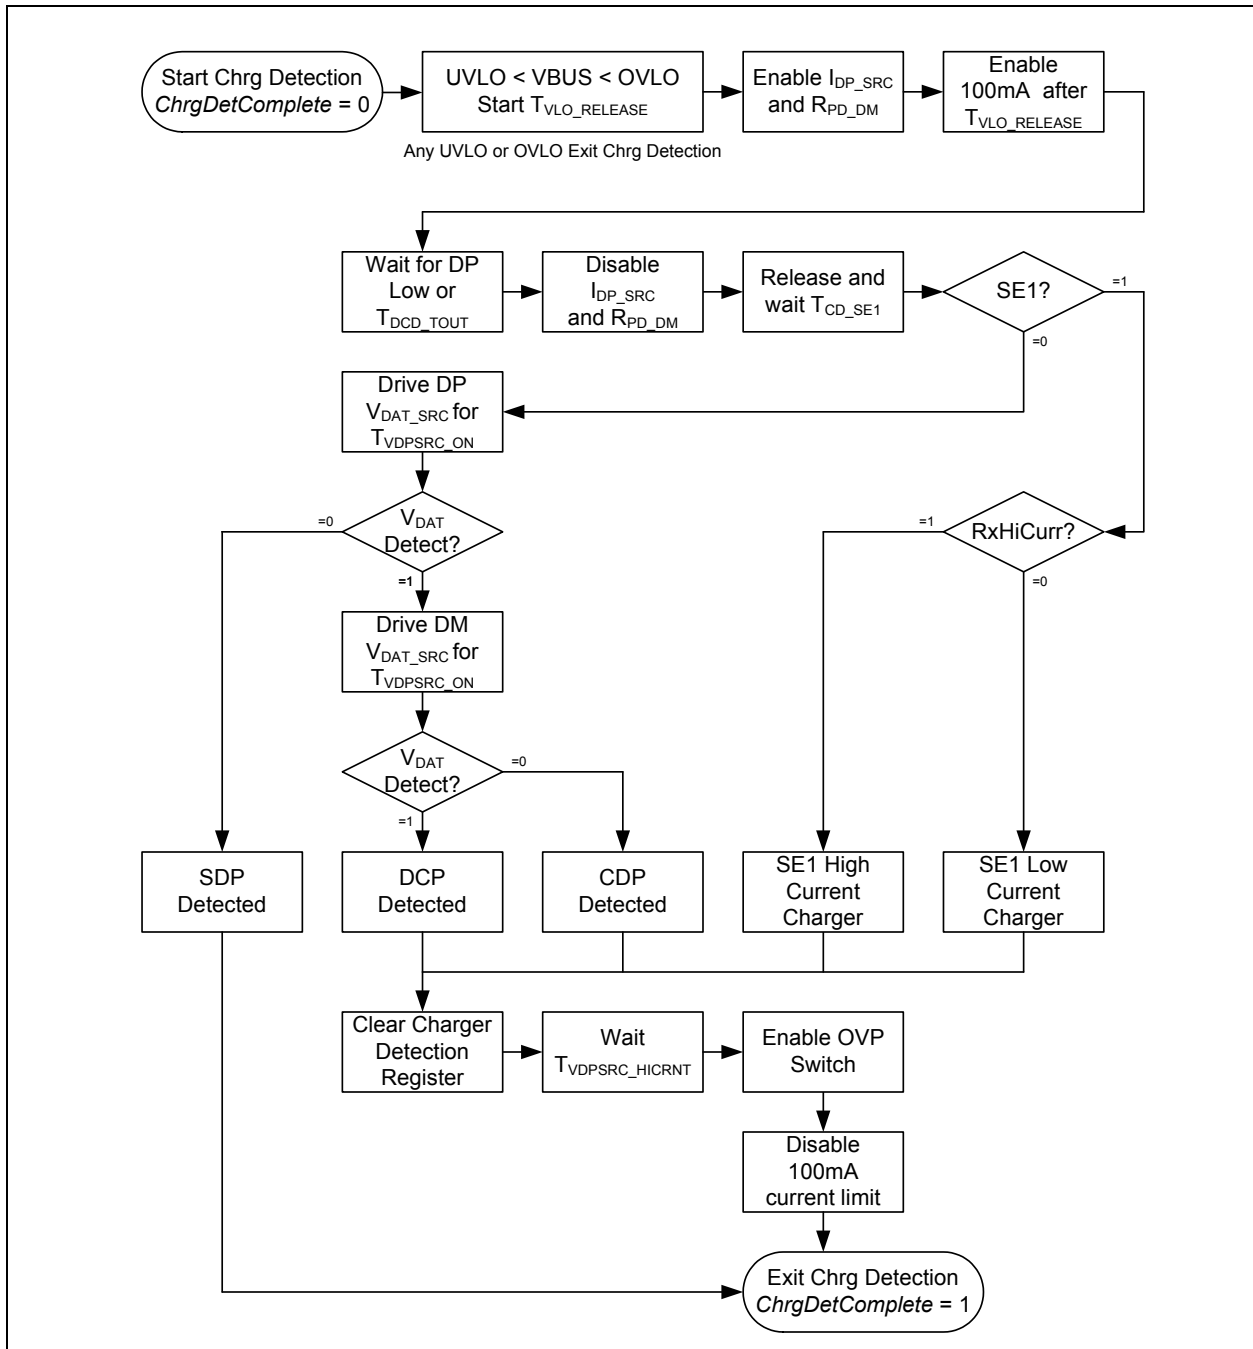 Start Chrg Detection
ChrgDetComplete = 0
UVLO < VBUS < OVLO
Start TVLO_RELEASE
Enable IDP_SRC
and RPD_DM
Enable
100mA after
TVLO_RELEASE
Any UVLO or OVLO Exit Chrg Detection
Wait for DP
Low or
TDCD_TOUT
Disable
IDP_SRC
and RPD_DM
Release and
wait TCD_SE1
SE1?
=1
=0
Drive DP
VDAT_SRC for
TVDPSRC_ON
VDAT
Detect?
=0
=1
RxHiCurr?
=1
=0
Drive DM
VDAT_SRC for
TVDPSRC_ON
VDAT
Detect?
=0
=1
SDP
Detected
DCP
Detected
CDP
Detected
SE1 High
Current
Charger
SE1 Low
Current
Charger
Clear Charger
Detection
Register
Wait
TVDPSRC_HICRNT
Enable OVP
Switch
Disable
100mA
current limit
Exit Chrg Detection
ChrgDetComplete = 1